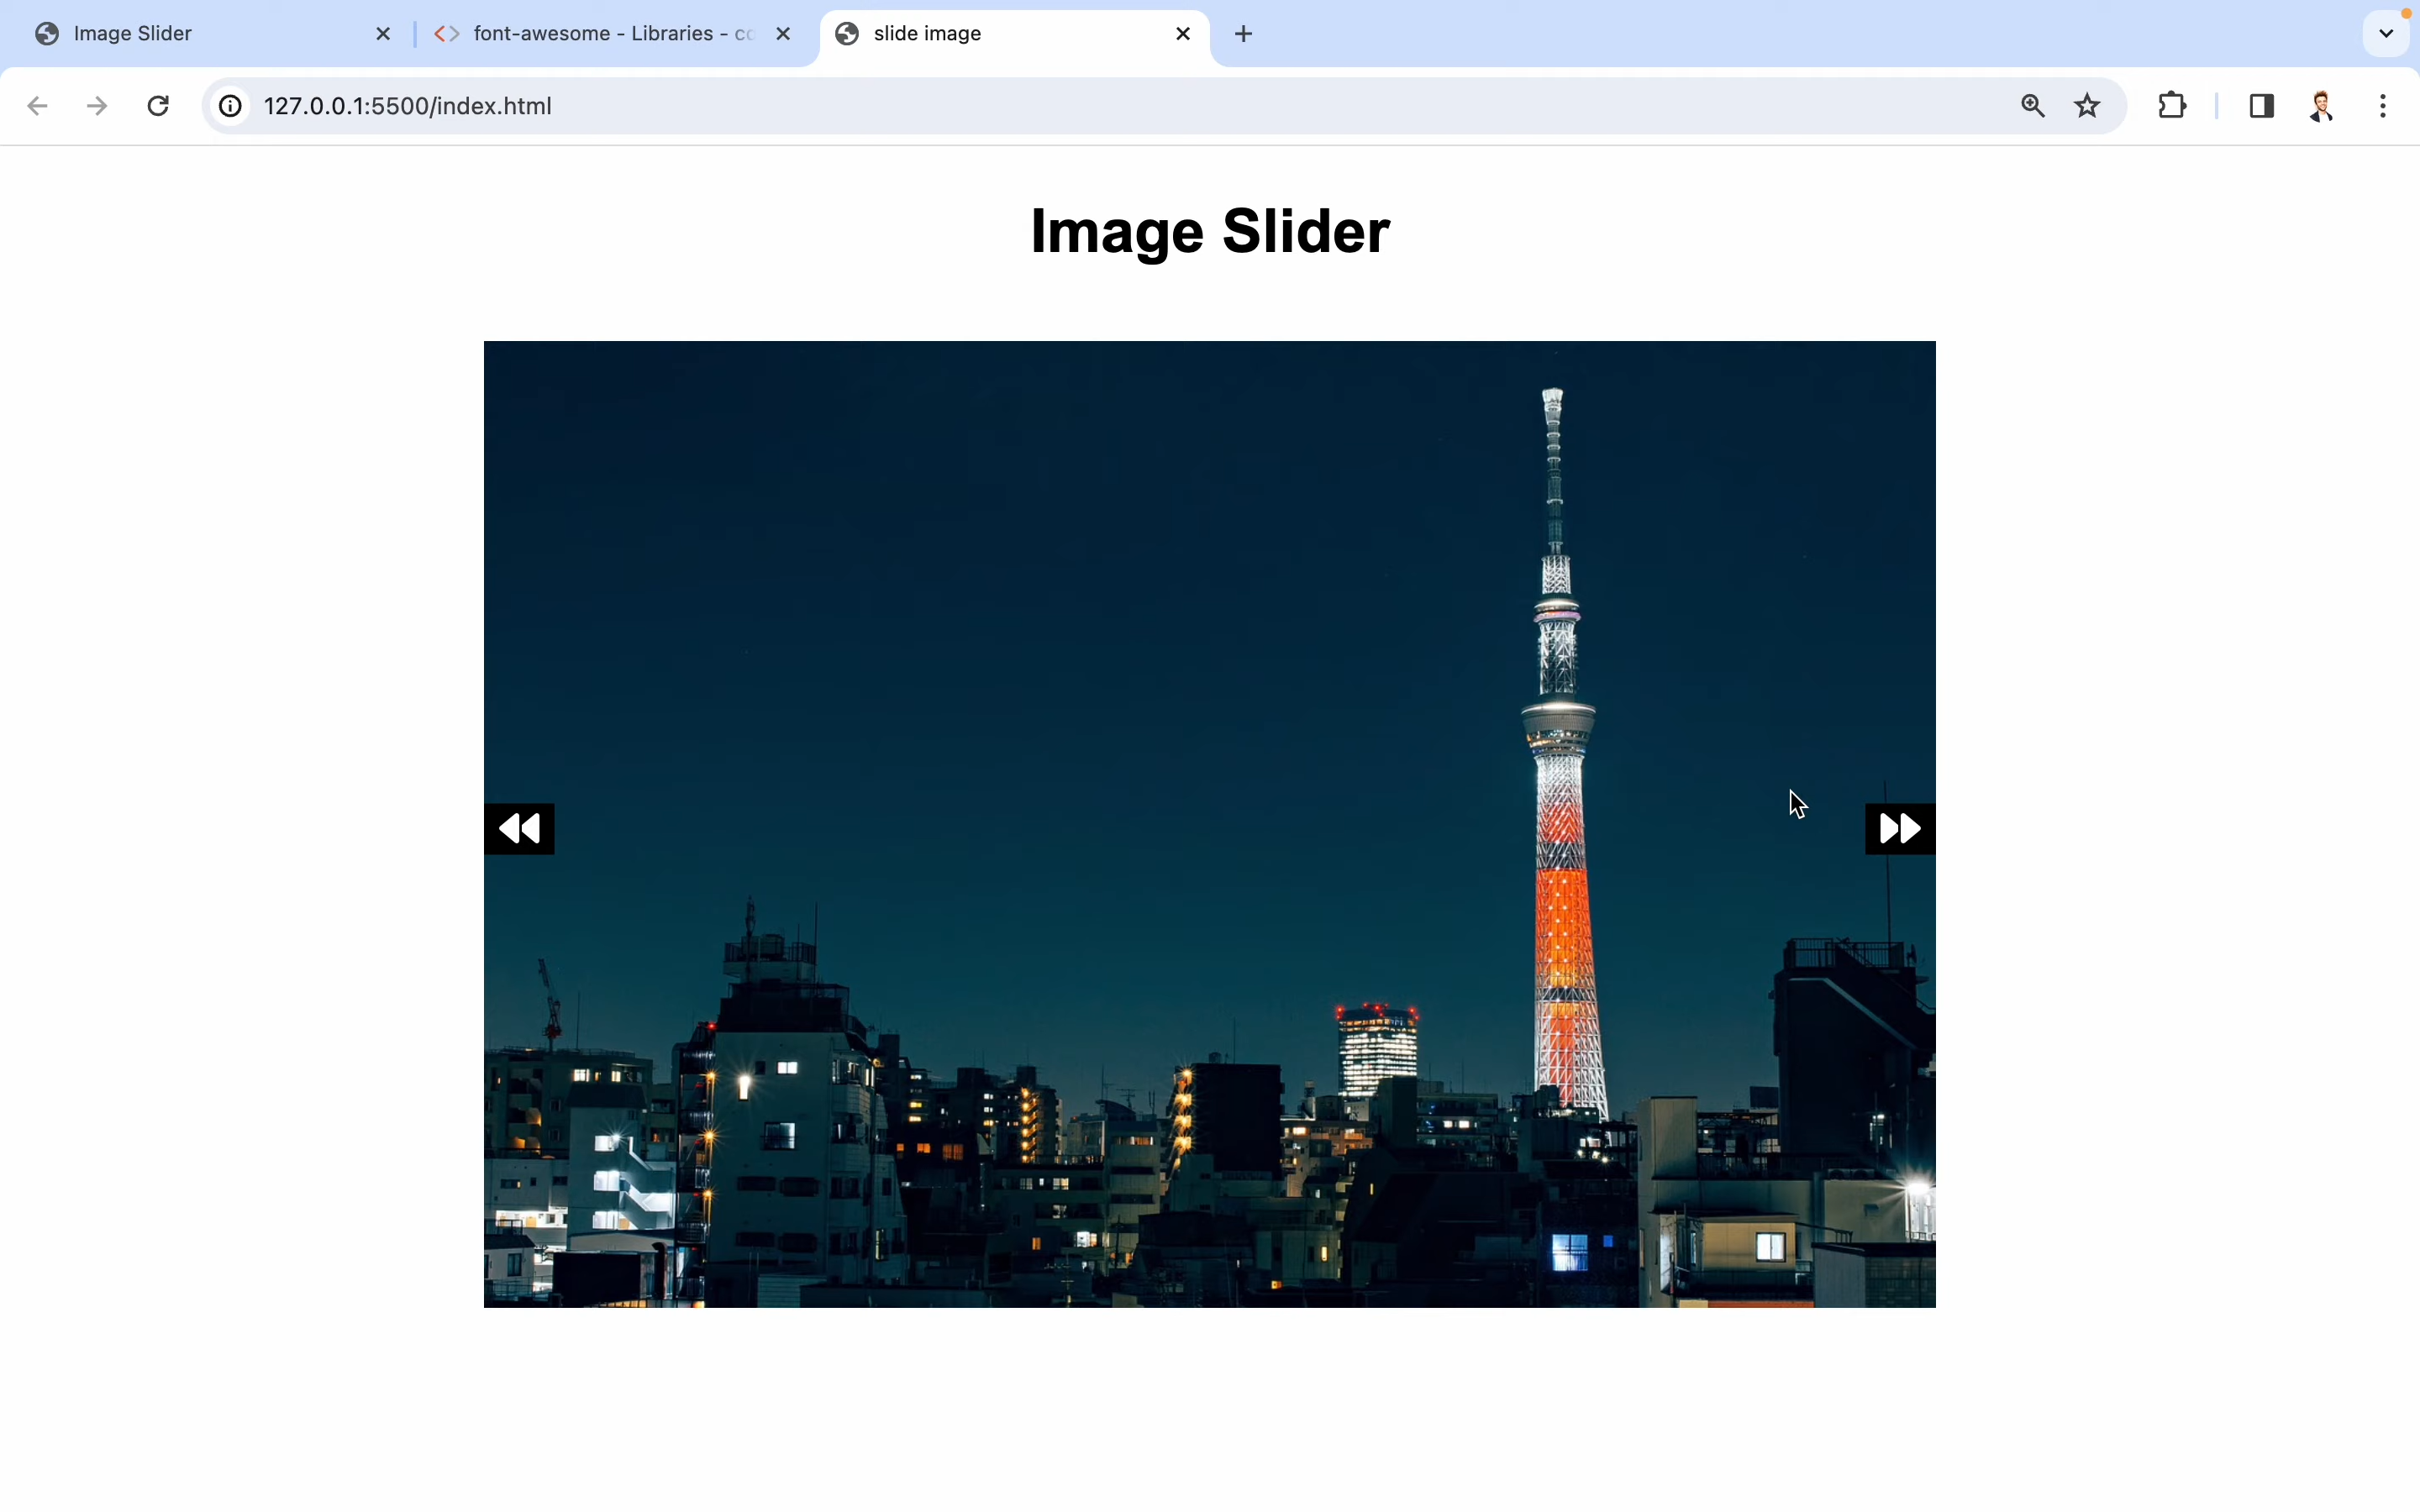 Image Slider
font-awesome - Libraries - c
slide image
127.0.0.1:5500/index.html
Image Slider